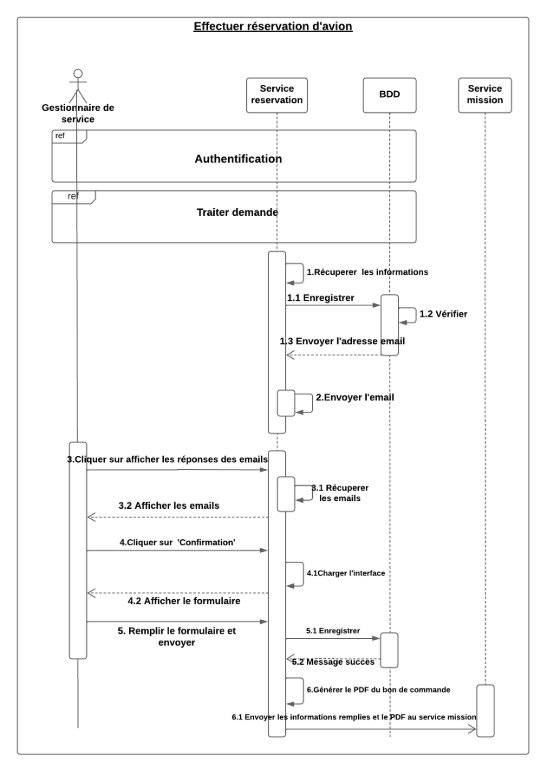 Effectuer réservation d'avion
Gestionnaire de
service
Service
reservation
BDD
Service
mission
ref
Authentification
ref
Traiter demande
1.Récuperer les informations
1.1 Enregistrer
1.2 Vérifier
1.3 Envoyer l'adresse email
2.Envoyer l'email
3.Cliquer sur afficher les réponses des emails
3.1 Récuperer
les emails
3.2 Afficher les emails
4.Cliquer sur 'Confirmation'
4.1Charger l'interface
4.2 Afficher le formulaire
5. Remplir le formulaire et
envoyer
5.1 Enregistrer
5.2 Message succès
6.Générer le PDF du bon de commande
6.1 Envoyer les informations remplies et le PDF au service mission